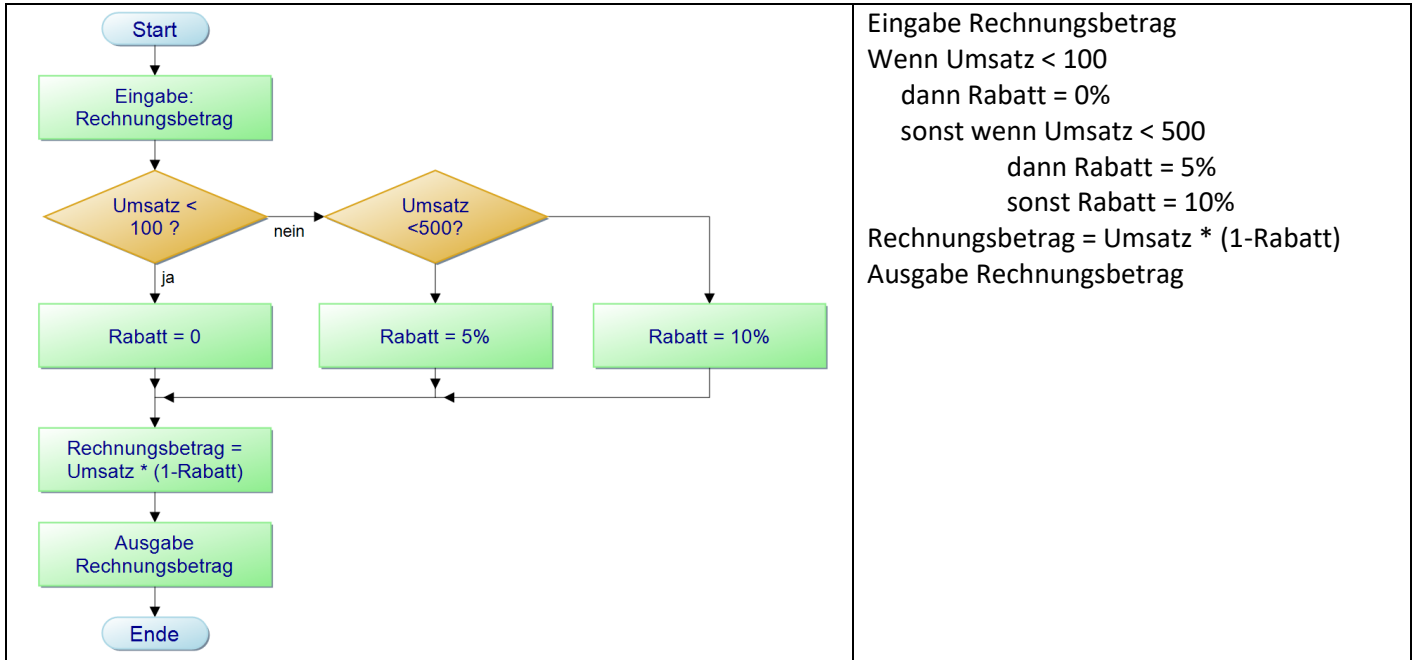 Start
Eingabe:
Rechnungsbetrag
Umsatz <
100 ?
nein
Umsatz
<500?
ja
Rabatt = 0
Rabatt = 5%
Rabatt = 10%
Rechnungsbetrag =
Umsatz * (1-Rabatt)
Ausgabe
Rechnungsbetrag
Ende
Eingabe Rechnungsbetrag
Wenn Umsatz < 100
dann Rabatt = 0%
sonst wenn Umsatz < 500
dann Rabatt = 5%
sonst Rabatt = 10%
Rechnungsbetrag = Umsatz * (1-Rabatt)
Ausgabe Rechnungsbetrag